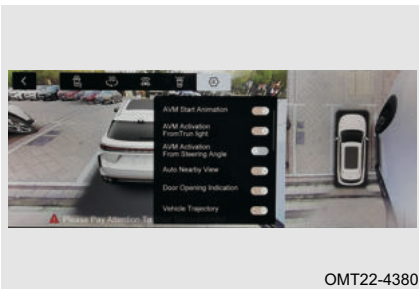 AVM Start Animation
AVM Activation
FromTrun light
AVM Activation
From Steering Angle
Auto Nearby View
Door Opening Indication
Vehicle Trajectory
Please Pay Attention To
OMT22-4380